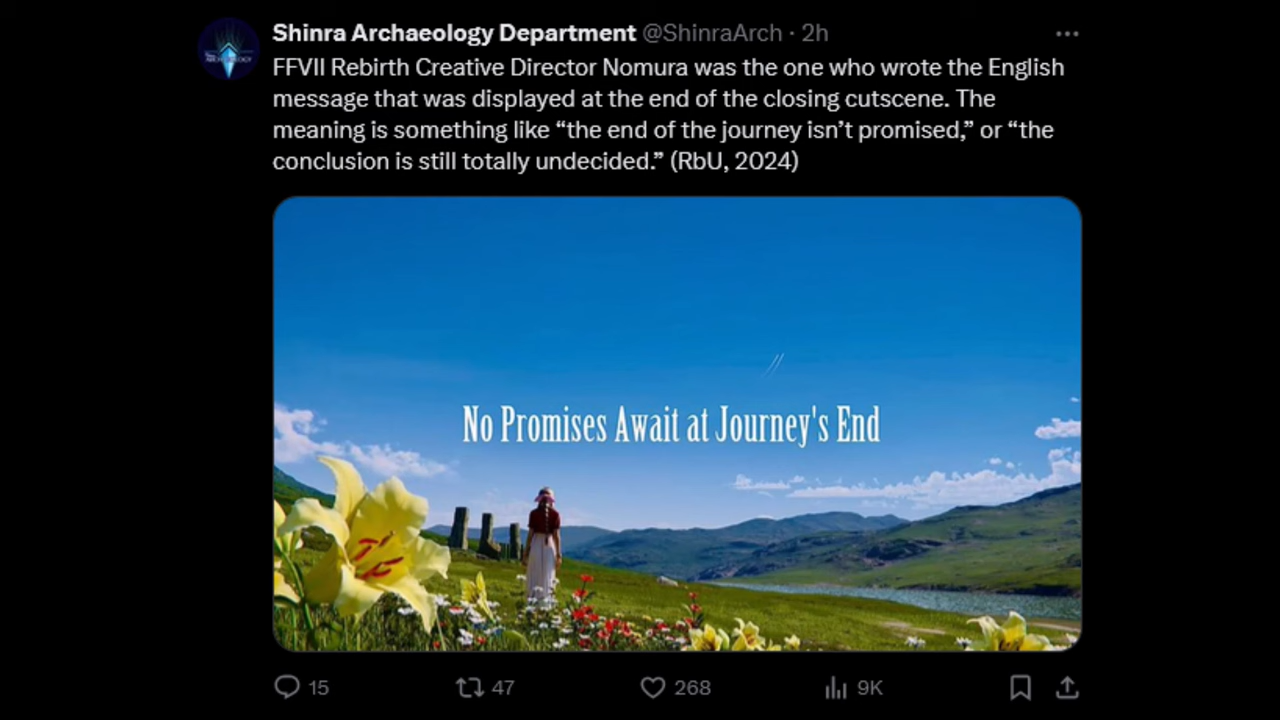 Shinra Archaeology Department @ShinraArch · 2h
FFVII Rebirth Creative Director Nomura was the one who wrote the English
message that was displayed at the end of the closing cutscene. The
meaning is something like “the end of the journey isn’t promised,” or “the
conclusion is still totally undecided.” (RbU, 2024)
No Promises Await at Journey's End
15 47 268 9K